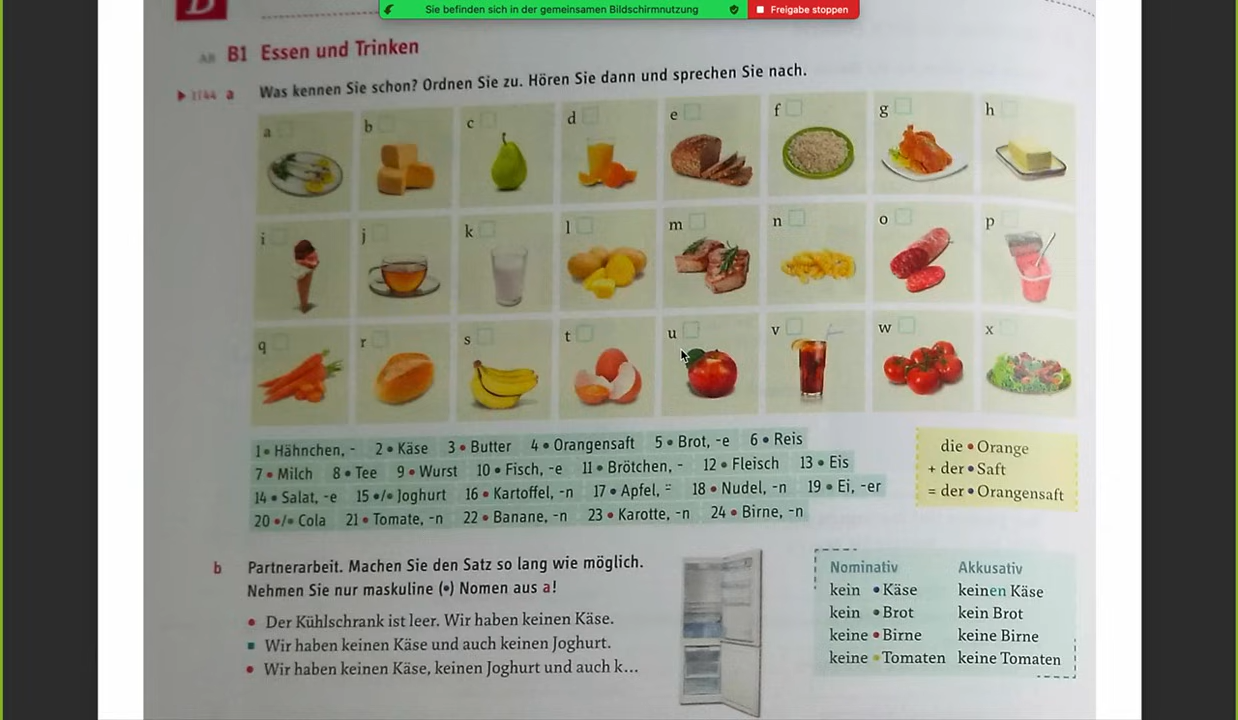 D
Sie befinden sich in der gemeinsamen Bildschirmnutzung
Freigabe stoppen
AB B1 Essen und Trinken
1144 a Was kennen Sie schon? Ordnen Sie zu. Hören Sie dann und sprechen Sie nach.
a b c d e f g h
i j k l m n o p
q r s t u v w x
1 • Hähnchen, - 2 • Käse 3 • Butter 4 • Orangensaft 5 • Brot, -e 6 • Reis
7 • Milch 8 • Tee 9 • Wurst 10 • Fisch, -e 11 • Brötchen, - 12 • Fleisch 13 • Eis
14 • Salat, -e 15 •/• Joghurt 16 • Kartoffel, -n 17 • Apfel, ⸚ 18 • Nudel, -n 19 • Ei, -er
20 •/• Cola 21 • Tomate, -n 22 • Banane, -n 23 • Karotte, -n 24 • Birne, -n
die • Orange
+ der • Saft
= der • Orangensaft
b Partnerarbeit. Machen Sie den Satz so lang wie möglich.
Nehmen Sie nur maskuline (•) Nomen aus a!
• Der Kühlschrank ist leer. Wir haben keinen Käse.
▪ Wir haben keinen Käse und auch keinen Joghurt.
• Wir haben keinen Käse, keinen Joghurt und auch k...
Nominativ Akkusativ
kein • Käse keinen Käse
kein • Brot kein Brot
keine • Birne keine Birne
keine • Tomaten keine Tomaten